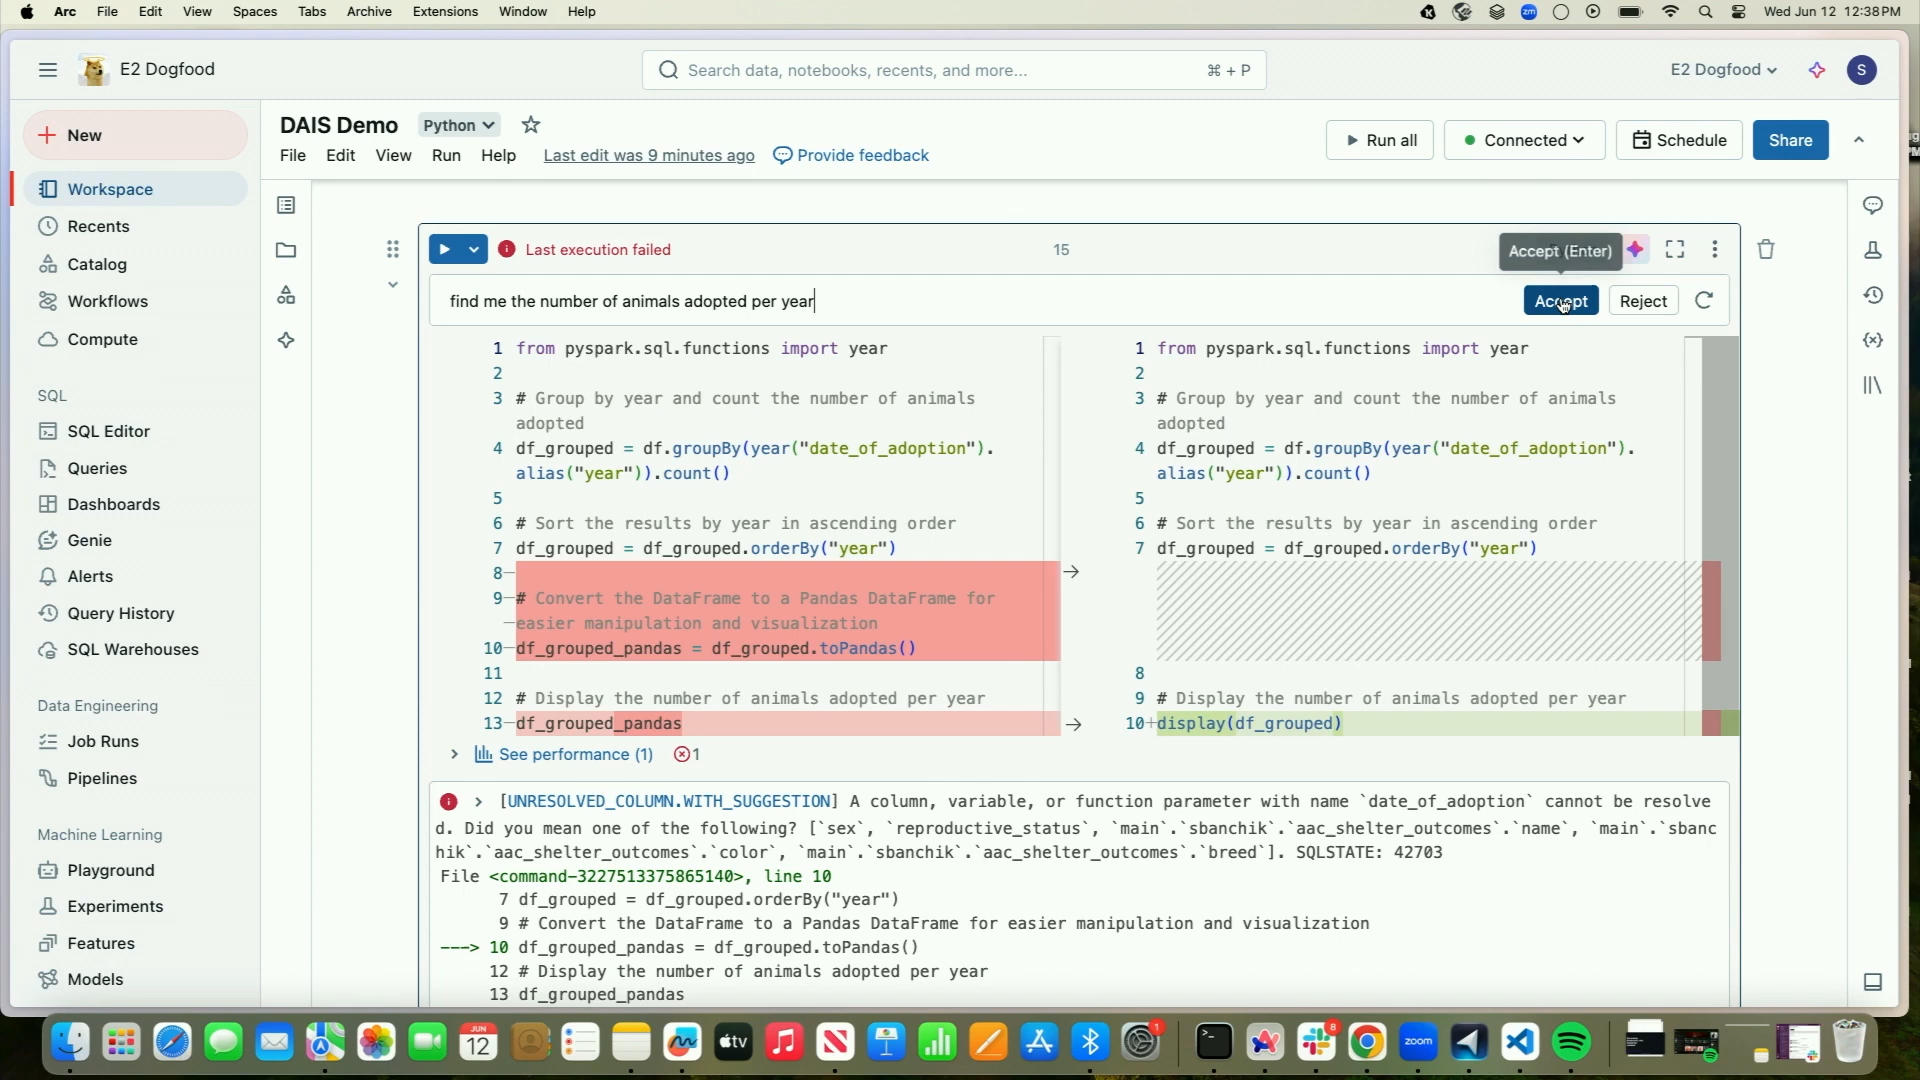 Arc File Edit View Spaces Tabs Archive Extensions Window Help
zm Wed Jun 12 12:38PM
E2 Dogfood
Search data, notebooks, recents, and more... ⌘ + P
E2 Dogfood
S
New
Workspace
Recents
Catalog
Workflows
Compute
SQL
SQL Editor
Queries
Dashboards
Genie
Alerts
Query History
SQL Warehouses
Data Engineering
Job Runs
Pipelines
Machine Learning
Playground
Experiments
Features
Models
DAIS Demo Python
File Edit View Run Help Last edit was 9 minutes ago Provide feedback
Run all Connected Schedule Share
Last execution failed 15
Accept (Enter)
find me the number of animals adopted per year
Accept Reject
1 from pyspark.sql.functions import year
2
3 # Group by year and count the number of animals
adopted
4 df_grouped = df.groupBy(year("date_of_adoption").
alias("year")).count()
5
6 # Sort the results by year in ascending order
7 df_grouped = df_grouped.orderBy("year")
8−
9−# Convert the DataFrame to a Pandas DataFrame for
−easier manipulation and visualization
10−df_grouped_pandas = df_grouped.toPandas()
11
12 # Display the number of animals adopted per year
13−df_grouped_pandas
1 from pyspark.sql.functions import year
2
3 # Group by year and count the number of animals
adopted
4 df_grouped = df.groupBy(year("date_of_adoption").
alias("year")).count()
5
6 # Sort the results by year in ascending order
7 df_grouped = df_grouped.orderBy("year")
8
9 # Display the number of animals adopted per year
10+display(df_grouped)
See performance (1) 1
[UNRESOLVED_COLUMN.WITH_SUGGESTION] A column, variable, or function parameter with name `date_of_adoption` cannot be resolve
d. Did you mean one of the following? [`sex`, `reproductive_status`, `main`.`sbanchik`.`aac_shelter_outcomes`.`name`, `main`.`sbanc
hik`.`aac_shelter_outcomes`.`color`, `main`.`sbanchik`.`aac_shelter_outcomes`.`breed`]. SQLSTATE: 42703
File <command-3227513375865140>, line 10
7 df_grouped = df_grouped.orderBy("year")
9 # Convert the DataFrame to a Pandas DataFrame for easier manipulation and visualization
---> 10 df_grouped_pandas = df_grouped.toPandas()
12 # Display the number of animals adopted per year
13 df_grouped_pandas
JUN
12
tv
1
8
zoom